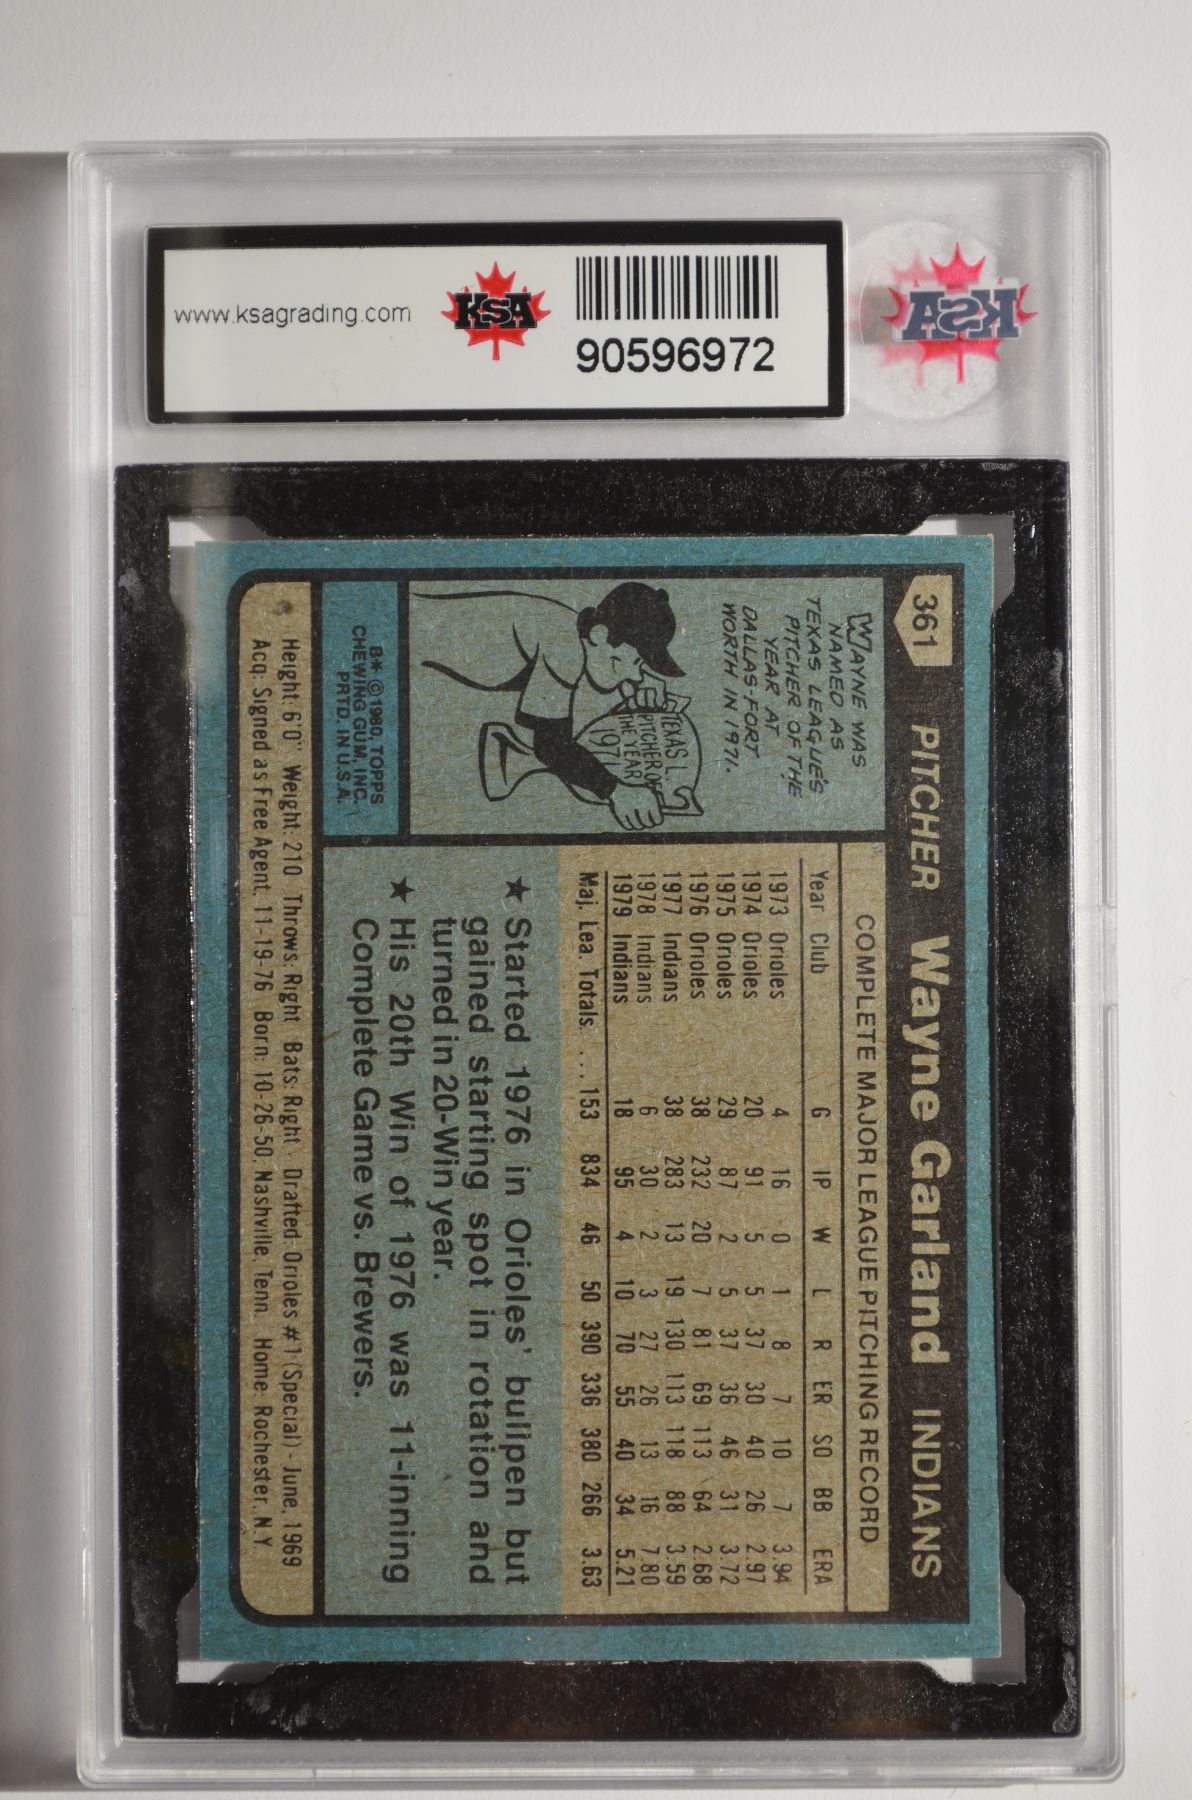 www.ksagrading.com
KSA
90596972
KSA
361
PITCHER Wayne Garland INDIANS
WAYNE WAS
NAMED AS
TEXAS LEAGUE'S
PITCHER OF THE
YEAR AT
DALLAS-FORT
WORTH IN 1971.
TEXAS L.
PITCHER OF
THE YEAR
1971
B* © 1980, TOPPS
CHEWING GUM, INC.
PRTD. IN U.S.A.
COMPLETE MAJOR LEAGUE PITCHING RECORD
Year Club G IP W L R ER SO BB ERA
1973 Orioles 4 16 0 1 8 7 10 7 3.94
1974 Orioles 20 91 5 5 37 30 40 26 2.97
1975 Orioles 29 87 2 5 37 36 46 31 3.72
1976 Orioles 38 232 20 7 81 69 113 64 2.68
1977 Indians 38 283 13 19 130 113 118 88 3.59
1978 Indians 6 30 2 3 27 26 13 16 7.80
1979 Indians 18 95 4 10 70 55 40 34 5.21
Maj. Lea. Totals. . . . 153 834 46 50 390 336 380 266 3.63
★ Started 1976 in Orioles' bullpen but
gained starting spot in rotation and
turned in 20-Win year.
★ His 20th Win of 1976 was 11-inning
Complete Game vs. Brewers.
Height: 6'0" Weight: 210 Throws: Right Bats: Right Drafted: Orioles #1 (Special) - June, 1969
Acq: Signed as Free Agent, 11-19-76 Born: 10-26-50, Nashville, Tenn. Home: Rochester, N.Y.